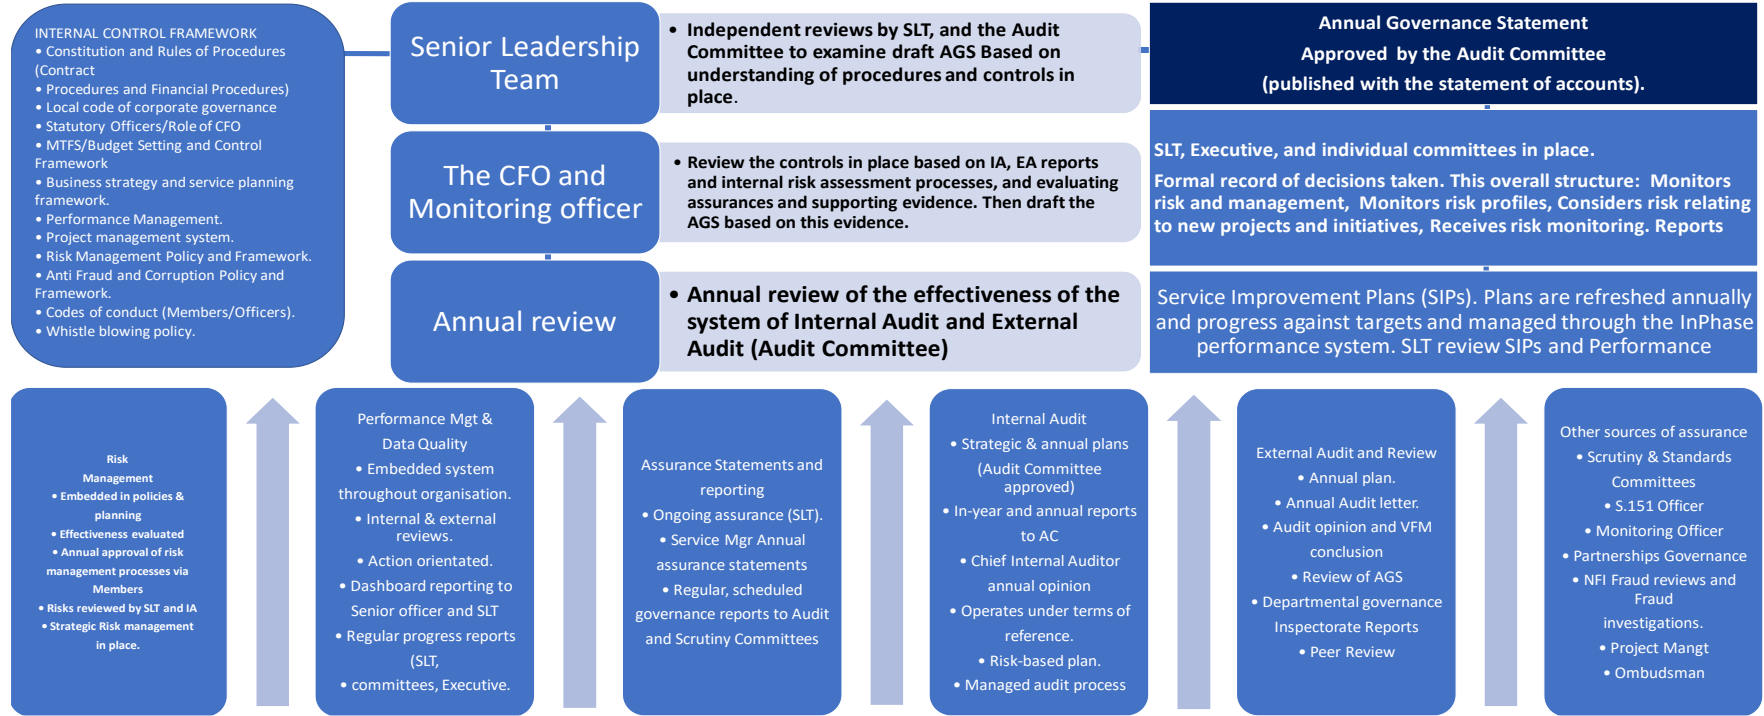 INTERNAL CONTROL FRAMEWORK
• Constitution and Rules of Procedures
(Contract
• Procedures and Financial Procedures)
• Local code of corporate governance
• Statutory Officers/Role of CFO
• MTFS/Budget Setting and Control
Framework
• Business strategy and service planning
framework.
• Performance Management.
• Project management system.
• Risk Management Policy and Framework.
• Anti Fraud and Corruption Policy and
Framework.
• Codes of conduct (Members/Officers).
• Whistle blowing policy.
Senior Leadership
Team
• Independent reviews by SLT, and the Audit
Committee to examine draft AGS Based on
understanding of procedures and controls in
place.
The CFO and
Monitoring officer
• Review the controls in place based on IA, EA reports
and internal risk assessment processes, and evaluating
assurances and supporting evidence. Then draft the
AGS based on this evidence.
Annual review
• Annual review of the effectiveness of the
system of Internal Audit and External
Audit (Audit Committee)
Annual Governance Statement
Approved by the Audit Committee
(published with the statement of accounts).
SLT, Executive, and individual committees in place.
Formal record of decisions taken. This overall structure: Monitors
risk and management, Monitors risk profiles, Considers risk relating
to new projects and initiatives, Receives risk monitoring. Reports
Service Improvement Plans (SIPs). Plans are refreshed annually
and progress against targets and managed through the InPhase
performance system. SLT review SIPs and Performance
Risk
Management
• Embedded in policies &
planning
• Effectiveness evaluated
• Annual approval of risk
management processes via
Members
• Risks reviewed by SLT and IA
• Strategic Risk management
in place.
Performance Mgt &
Data Quality
• Embedded system
throughout organisation.
• Internal & external
reviews.
• Action orientated.
• Dashboard reporting to
Senior officer and SLT
• Regular progress reports
(SLT,
• committees, Executive.
Assurance Statements and
reporting
• Ongoing assurance (SLT).
• Service Mgr Annual
assurance statements
• Regular, scheduled
governance reports to Audit
and Scrutiny Committees
Internal Audit
• Strategic & annual plans
(Audit Committee
approved)
• In-year and annual reports
to AC
• Chief Internal Auditor
annual opinion
• Operates under terms of
reference.
• Risk-based plan.
• Managed audit process
External Audit and Review
• Annual plan.
• Annual Audit letter.
• Audit opinion and VFM
conclusion
• Review of AGS
• Departmental governance
Inspectorate Reports
• Peer Review
Other sources of assurance
• Scrutiny & Standards
Committees
• S.151 Officer
• Monitoring Officer
• Partnerships Governance
• NFI Fraud reviews and
Fraud
investigations.
• Project Mangt
• Ombudsman